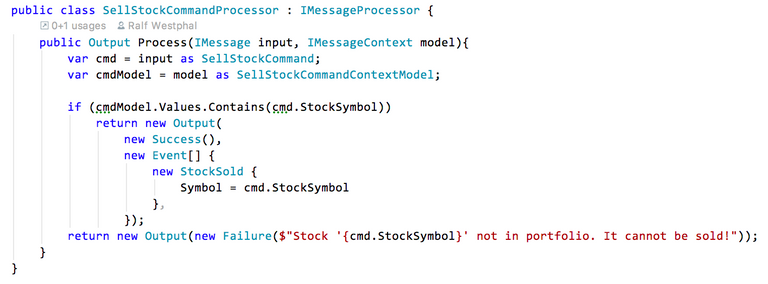 public class SellStockCommandProcessor : IMessageProcessor {
0+1 usages Ralf Westphal
public Output Process(IMessage input, IMessageContext model){
var cmd = input as SellStockCommand;
var cmdModel = model as SellStockCommandContextModel;
if (cmdModel.Values.Contains(cmd.StockSymbol))
return new Output(
new Success(),
new Event[] {
new StockSold {
Symbol = cmd.StockSymbol
},
});
return new Output(new Failure($"Stock '{cmd.StockSymbol}' not in portfolio. It cannot be sold!"));
}
}